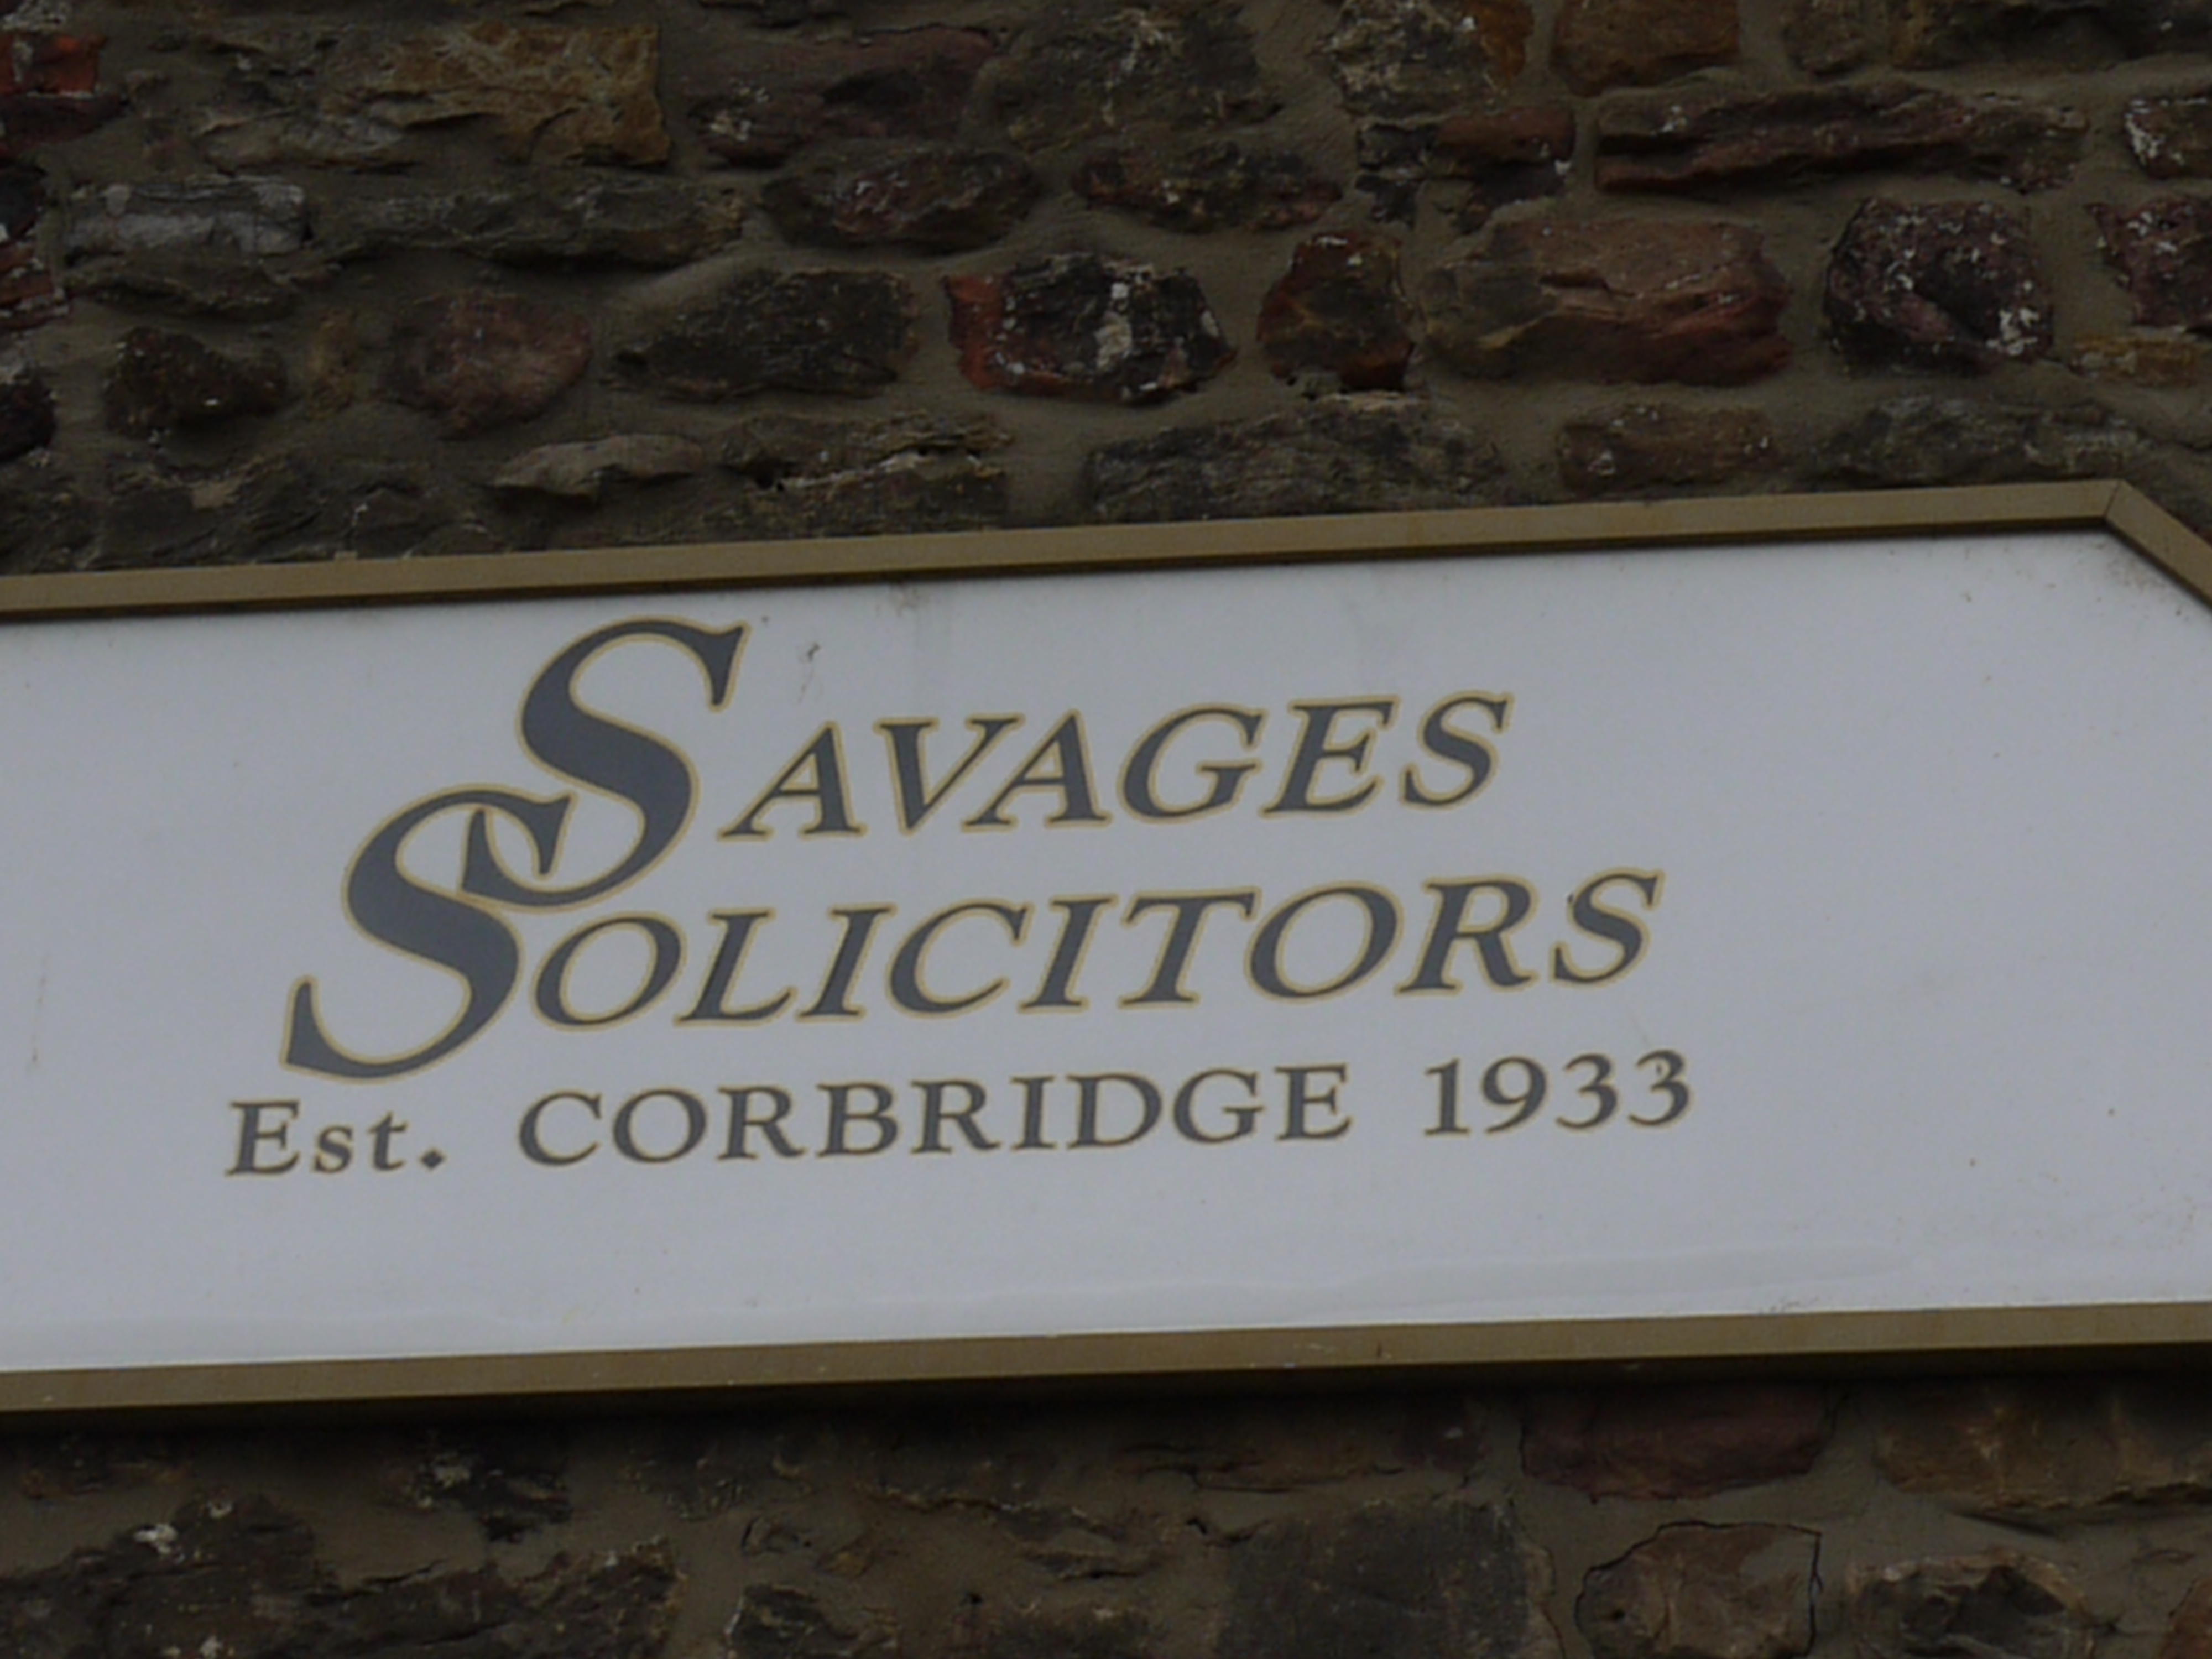 SAVAGES
SOLICITORS
Est. CORBRIDGE 1933